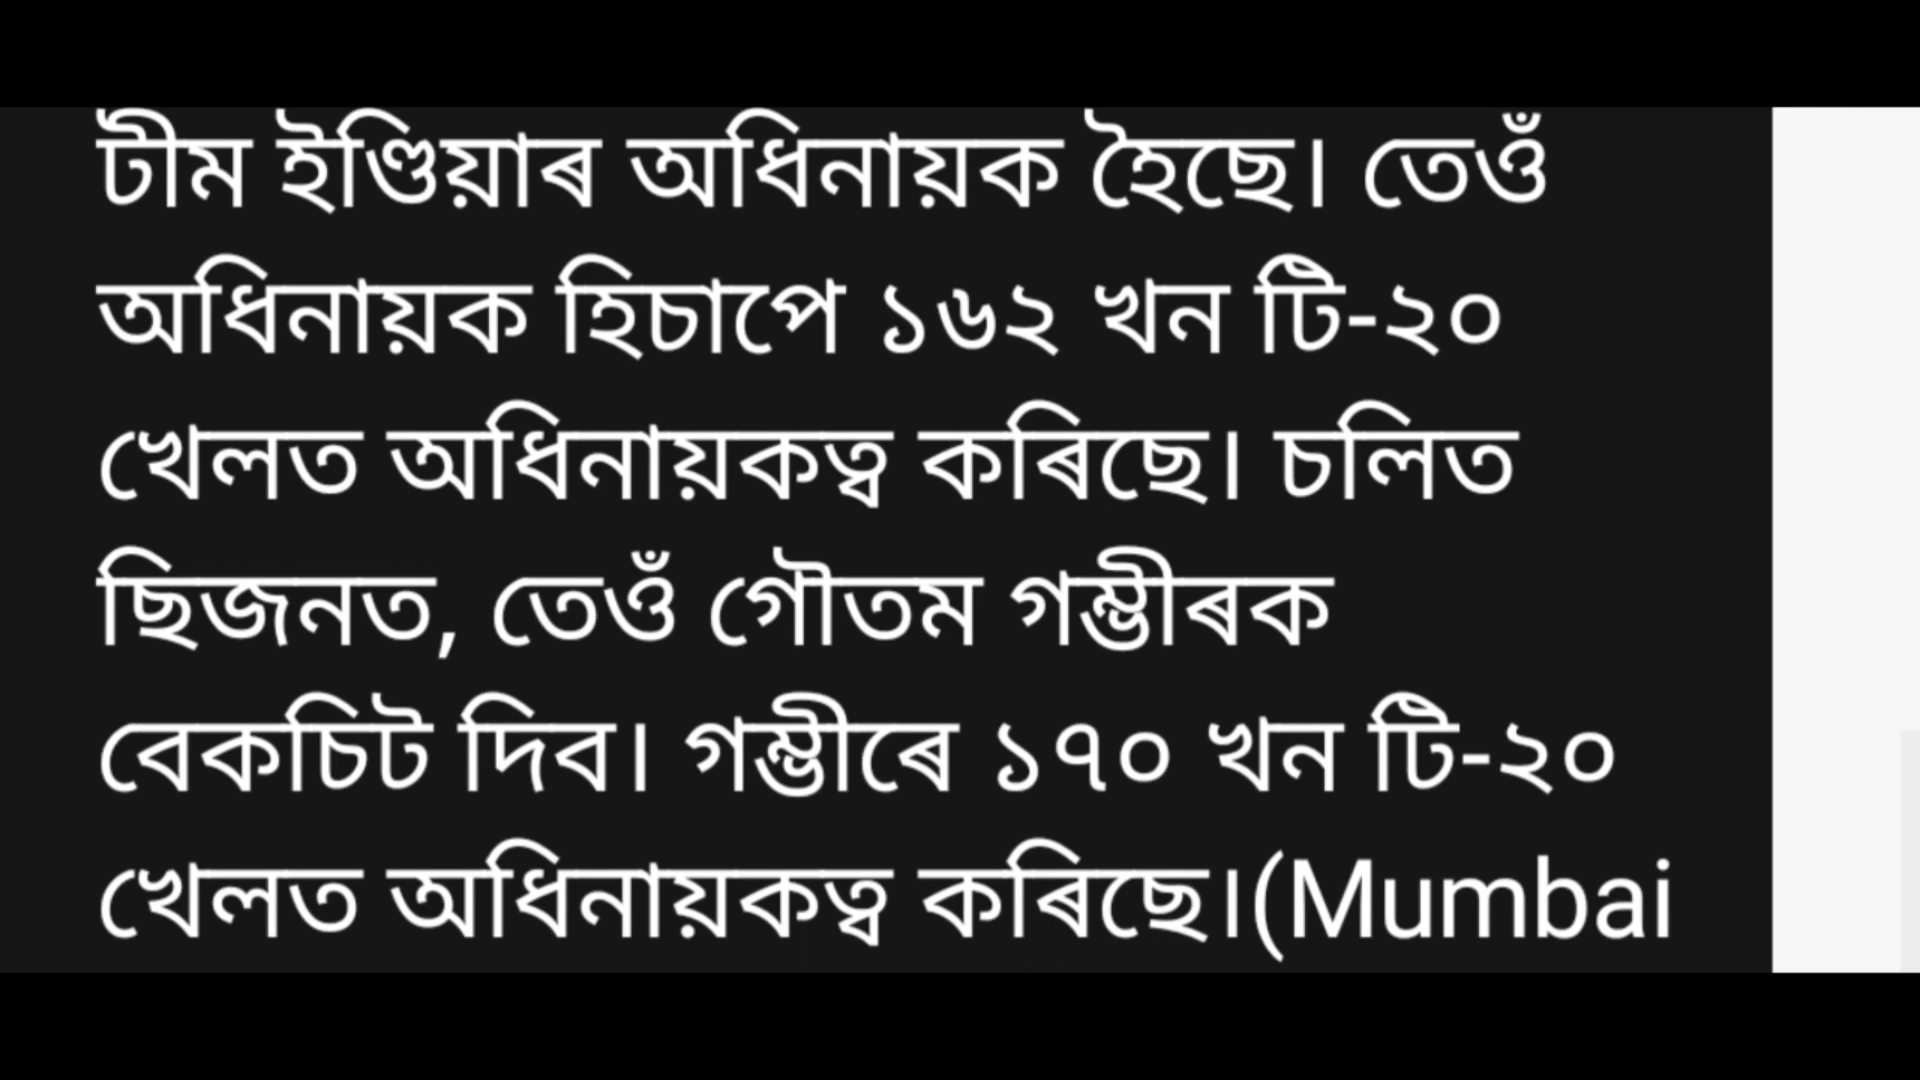 টীম ইণ্ডিয়াৰ অধিনায়ক হৈছে। তেওঁ
অধিনায়ক হিচাপে ১৬২ খন টি-২০
খেলত অধিনায়কত্ব কৰিছে। চলিত
ছিজনত, তেওঁ গৌতম গম্ভীৰক
বেকচিট দিব। গম্ভীৰে ১৭০ খন টি-২০
খেলত অধিনায়কত্ব কৰিছে।(Mumbai